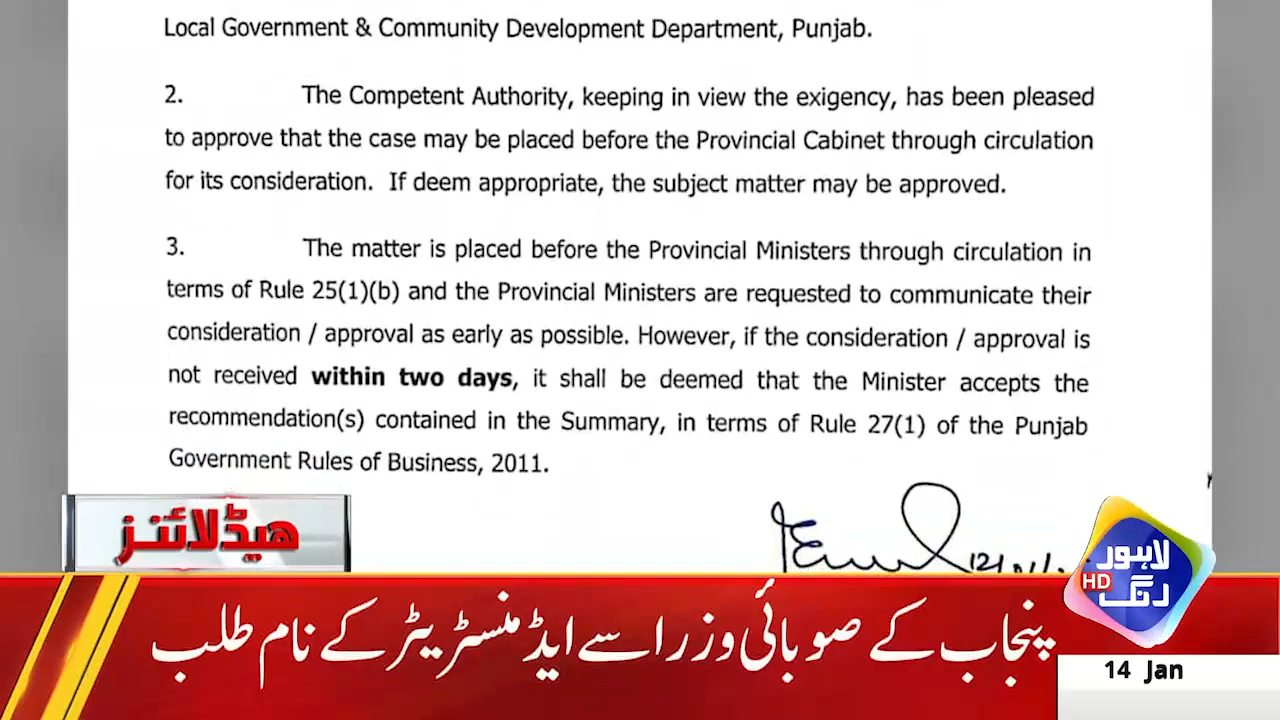 Local Government & Community Development Department, Punjab.
2. The Competent Authority, keeping in view the exigency, has been pleased
to approve that the case may be placed before the Provincial Cabinet through circulation
for its consideration. If deem appropriate, the subject matter may be approved.
3. The matter is placed before the Provincial Ministers through circulation in
terms of Rule 25(1)(b) and the Provincial Ministers are requested to communicate their
consideration / approval as early as possible. However, if the consideration / approval is
not received within two days, it shall be deemed that the Minister accepts the
recommendation(s) contained in the Summary, in terms of Rule 27(1) of the Punjab
Government Rules of Business, 2011.
ہیڈلائنز
لاہور
HD رنگ
پنجاب کے صوبائی وزرا سے ایڈمنسٹریٹر کے نام طلب
14 Jan